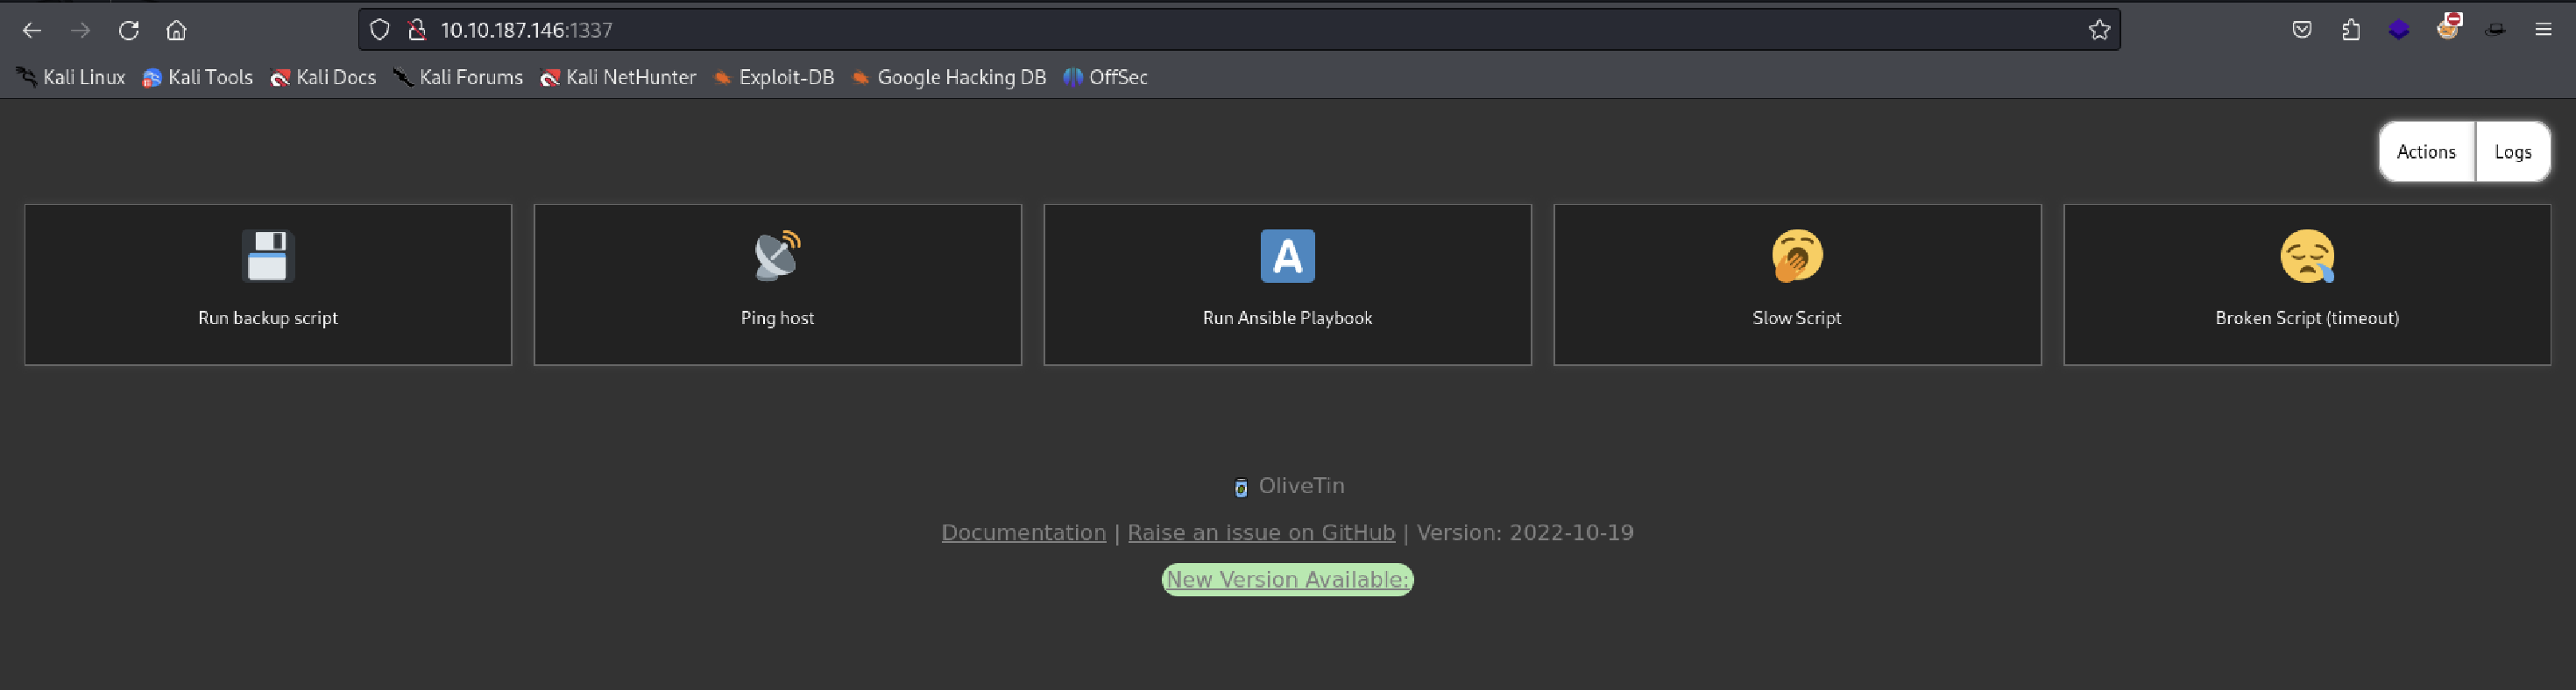 10.10.187.146:1337
Kali Linux Kali Tools Kali Docs Kali Forums Kali NetHunter Exploit-DB Google Hacking DB OffSec
Actions Logs
A
Run backup script Ping host Run Ansible Playbook Slow Script Broken Script (timeout)
OliveTin
Documentation | Raise an issue on GitHub | Version: 2022-10-19
New Version Available: